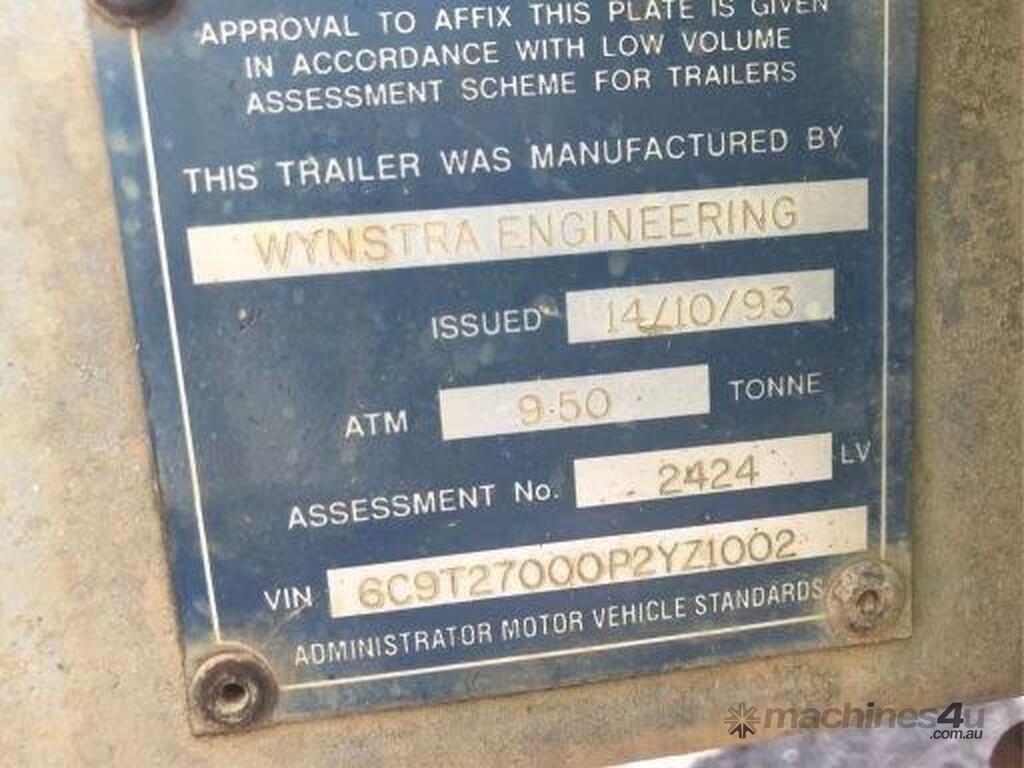 APPROVAL TO AFFIX THIS PLATE IS GIVEN
IN ACCORDANCE WITH LOW VOLUME
ASSESSMENT SCHEME FOR TRAILERS
THIS TRAILER WAS MANUFACTURED BY
WYNSTRA ENGINEERING
ISSUED 14/10/93
ATM 9.50 TONNE
ASSESSMENT No. 2424 LV
VIN 6C9T27000P2YZ1002
ADMINISTRATOR MOTOR VEHICLE STANDARDS
machines4u
.com.au